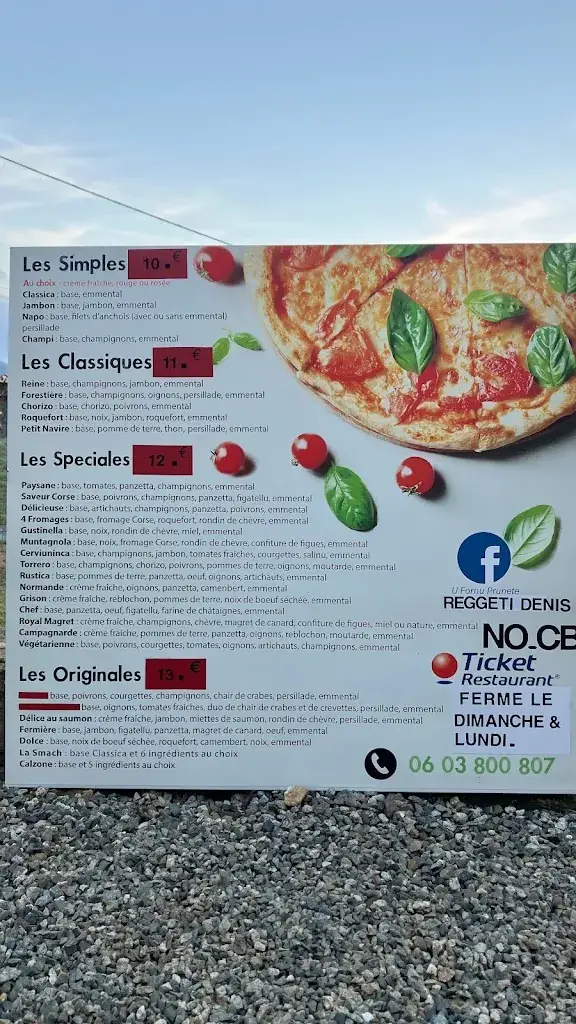 Les Simples 10.€
Au choix : crème fraîche, rouge ou rosée
Classica : base, emmental
Jambon : base, jambon, emmental
Napo : base, filets d'anchois (avec ou sans emmental)
persillade
Champi : base, champignons, emmental
Les Classiques 11.€
Reine : base, champignons, jambon, emmental
Forestière : base, champignons, oignons, persillade, emmental
Chorizo : base, chorizo, poivrons, emmental
Roquefort : base, noix, jambon, roquefort, emmental
Petit Navire : base, pomme de terre, thon, persillade, emmental
Les Speciales 12.€
Paysane : base, tomates, panzetta, champignons, emmental
Saveur Corse : base, poivrons, champignons, panzetta, figatellu, emmental
Délicieuse : base, artichauts, champignons, panzetta, poivrons, emmental
4 Fromages : base, fromage Corse, roquefort, rondin de chèvre, emmental
Gustinella : base, noix, rondin de chèvre, miel, emmental
Muntagnola : base, noix, fromage Corse, rondin de chèvre, confiture de figues, emmental
Cerviuninca : base, champignons, jambon, tomates fraiches, courgettes, salinu, emmental
Torrero : base, champignons, chorizo, poivrons, pommes de terre, oignons, moutarde, emmental
Rustica : base, pommes de terre, panzetta, oeuf, oignons, artichauts, emmental
Normande : crème fraîche, oignons, panzetta, camenbert, emmental
Grison : crème fraîche, réblochon, pommes de terre, noix de boeuf séchée, emmental
Chef : base, panzetta, oeuf, figatellu, farine de châtaignes, emmental
Royal Magret : crème fraîche, champignons, chèvre, magret de canard, confiture de figues, miel ou nature, emmental
Campagnarde : crème fraîche, pommes de terre, panzetta, oignons, reblochon, moutarde, emmental
Végétarienne : base, poivrons, courgettes, tomates, oignons, artichauts, champignons, emmental
Les Originales 13.€
base, poivrons, courgettes, champignons, chair de crabes, persillade, emmental
base, oignons, tomates fraîches, duo de chair de crabes et de crevettes, persillade, emmental
Délice au saumon : crème fraîche, jambon, miettes de saumon, rondin de chèvre, persillade, emmental
Fermière : base, jambon, figatellu, panzetta, magret de canard, oeuf, emmental
Dolce : base, noix de boeuf séchée, roquefort, camembert, noix, emmental
La Smach : base Classica et 6 ingrédients au choix
Calzone : base et 5 ingrédients au choix
f
U Fornu Prunete
REGGETI DENIS
NO_CB
Ticket
Restaurant®
FERME LE
DIMANCHE &
LUNDI.
06 03 800 807